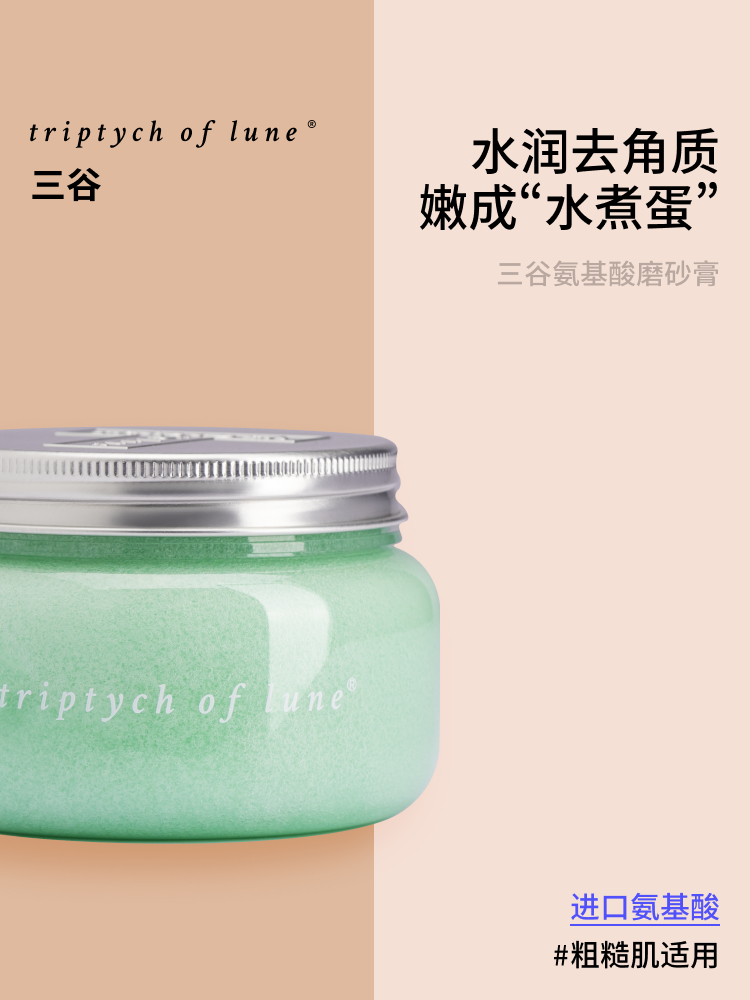 triptych of lune®
三谷
水润去角质
嫩成“水煮蛋”
三谷氨基酸磨砂膏
triptych of lune®
进口氨基酸
#粗糙肌适用